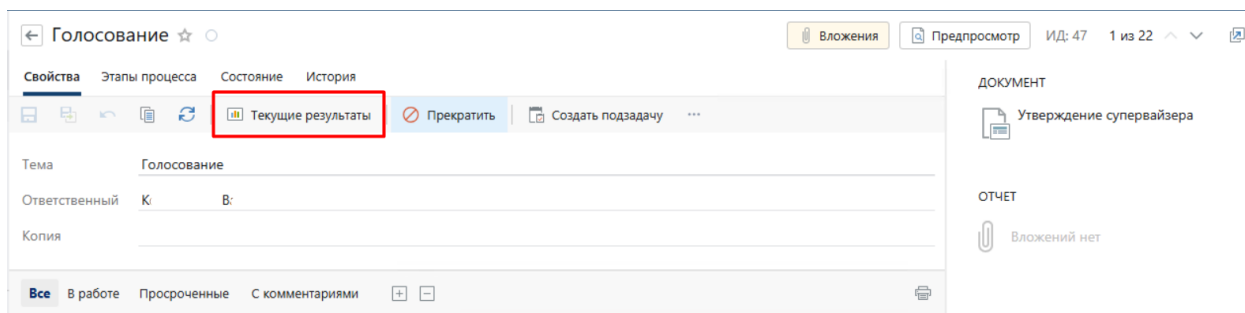 Голосование
Вложения Предпросмотр ИД: 47 1 из 22
Свойства Этапы процесса Состояние История
Текущие результаты Прекратить Создать подзадачу ...
Тема Голосование
Ответственный
Копия
Все В работе Просроченные С комментариями
ДОКУМЕНТ
Утверждение супервайзера
ОТЧЕТ
Вложений нет